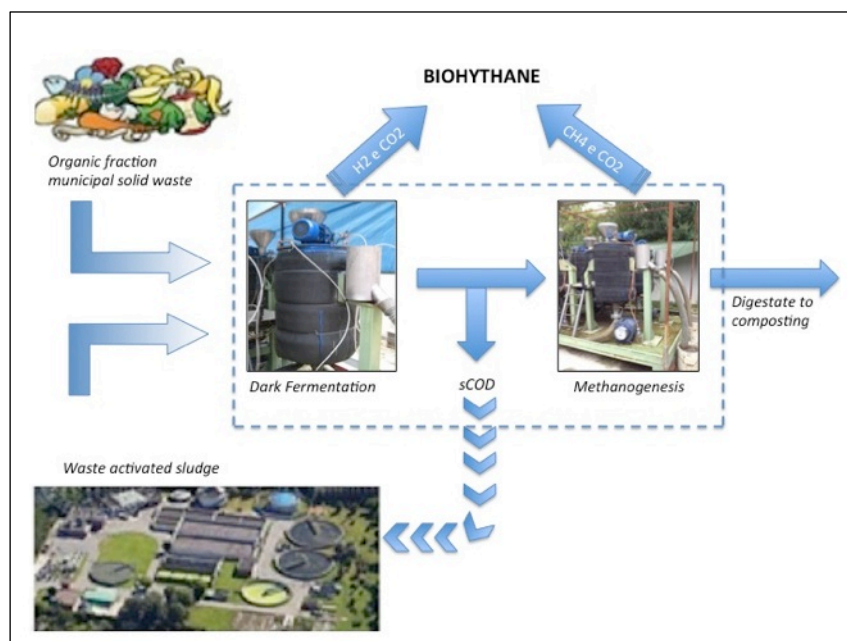 BIOHYTHANE
H2 e CO2
CH4 e CO2
Organic fraction
municipal solid waste
Dark Fermentation
Methanogenesis
Digestate to
composting
sCOD
Waste activated sludge